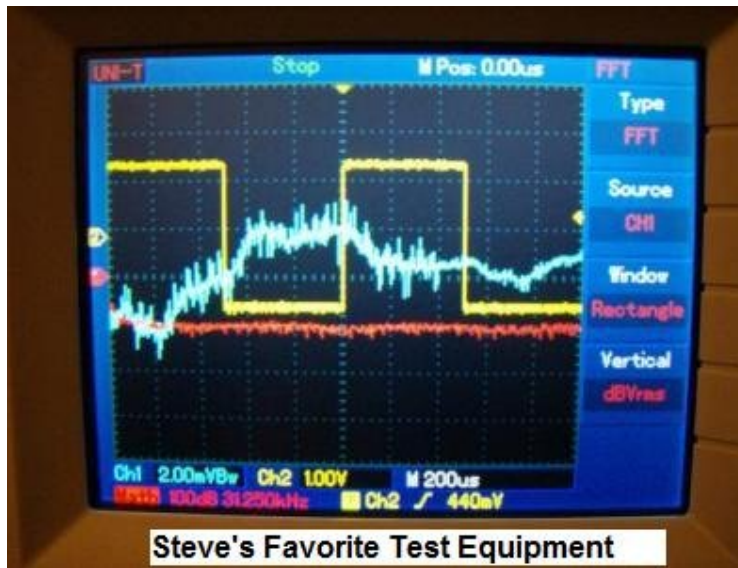 UNI-T Stop M Pos: 0.00us FFT
Type
FFT
Source
CH1
Window
Rectangle
Vertical
dBVrms
Ch1 2.00mVBw Ch2 1.00V M 200us
Math 100dB 31.250kHz Ch2 440mV
Steve's Favorite Test Equipment